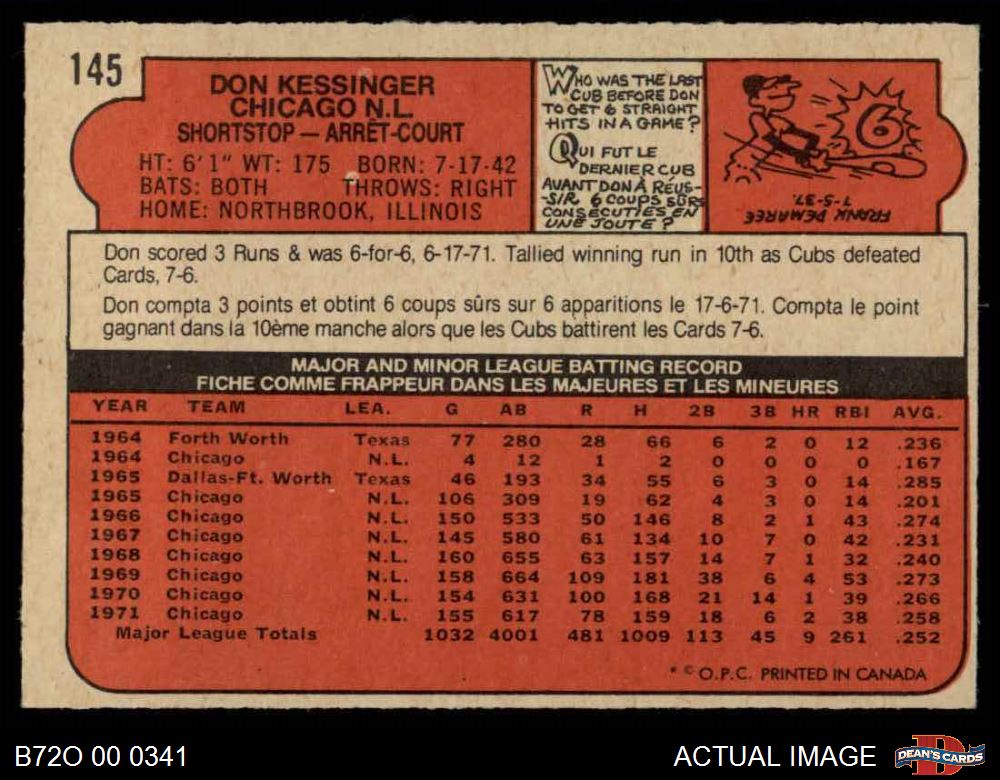 145
DON KESSINGER
CHICAGO N.L.
SHORTSTOP — ARRÊT-COURT
HT: 6'1" WT: 175 BORN: 7-17-42
BATS: BOTH THROWS: RIGHT
HOME: NORTHBROOK, ILLINOIS
WHO WAS THE LAST
CUB BEFORE DON
TO GET 6 STRAIGHT
HITS IN A GAME?
QUI FUT LE
DERNIER CUB
AVANT DON À RÉUS-
-SIR 6 COUPS SÛRS
CONSECUTIFS EN
UNE JOUTE?
6
7-5-37.
FRANK DEMAREE
Don scored 3 Runs & was 6-for-6, 6-17-71. Tallied winning run in 10th as Cubs defeated
Cards, 7-6.
Don compta 3 points et obtint 6 coups sûrs sur 6 apparitions le 17-6-71. Compta le point
gagnant dans la 10ème manche alors que les Cubs battirent les Cards 7-6.
MAJOR AND MINOR LEAGUE BATTING RECORD
FICHE COMME FRAPPEUR DANS LES MAJEURES ET LES MINEURES
YEAR TEAM LEA. G AB R H 2B 3B HR RBI AVG.
1964 Forth Worth Texas 77 280 28 66 6 2 0 12 .236
1964 Chicago N.L. 4 12 1 2 0 0 0 0 .167
1965 Dallas-Ft. Worth Texas 46 193 34 55 6 3 0 14 .285
1965 Chicago N.L. 106 309 19 62 4 3 0 14 .201
1966 Chicago N.L. 150 533 50 146 8 2 1 43 .274
1967 Chicago N.L. 145 580 61 134 10 7 0 42 .231
1968 Chicago N.L. 160 655 63 157 14 7 1 32 .240
1969 Chicago N.L. 158 664 109 181 38 6 4 53 .273
1970 Chicago N.L. 154 631 100 168 21 14 1 39 .266
1971 Chicago N.L. 155 617 78 159 18 6 2 38 .258
Major League Totals 1032 4001 481 1009 113 45 9 261 .252
* © O.P.C. PRINTED IN CANADA
B72O 00 0341
ACTUAL IMAGE
DEAN'S CARDS